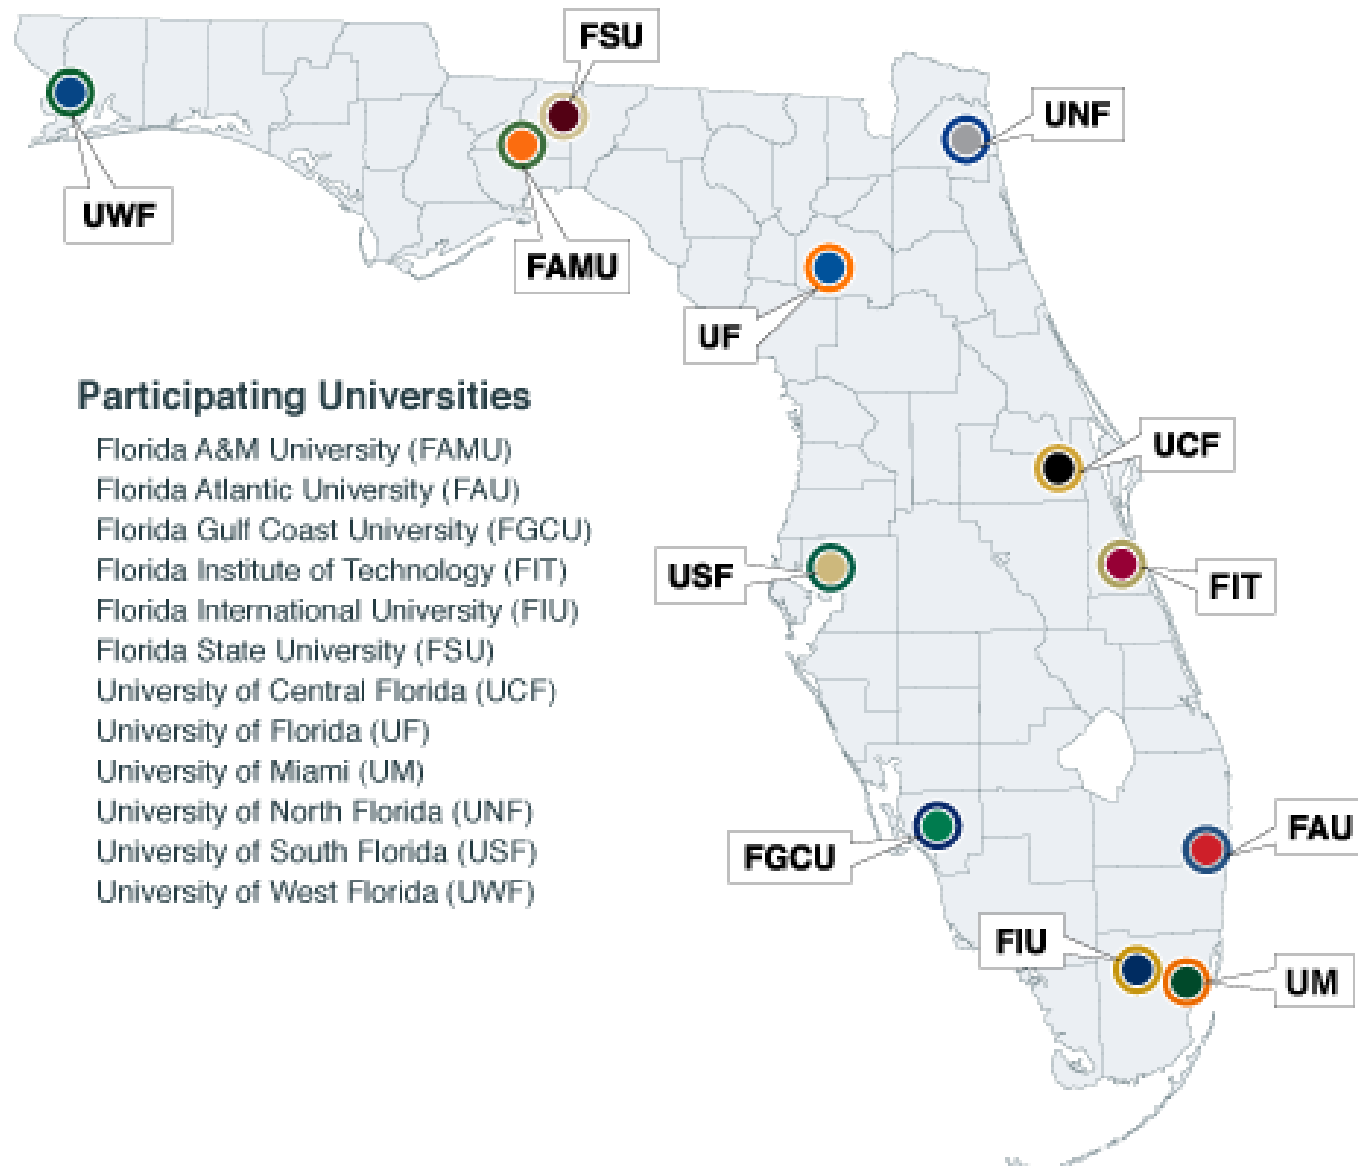 FSU
UNF
UWF
FAMU
UF
Participating Universities
Florida A&M University (FAMU)
Florida Atlantic University (FAU)
Florida Gulf Coast University (FGCU)
Florida Institute of Technology (FIT)
Florida International University (FIU)
Florida State University (FSU)
University of Central Florida (UCF)
University of Florida (UF)
University of Miami (UM)
University of North Florida (UNF)
University of South Florida (USF)
University of West Florida (UWF)
UCF
USF
FIT
FGCU
FAU
FIU
UM